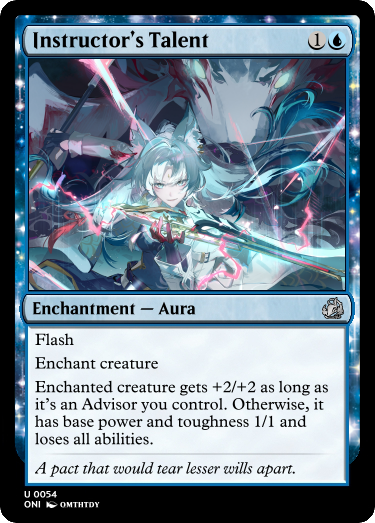 Instructor's Talent 1
Enchantment — Aura
Flash
Enchant creature
Enchanted creature gets +2/+2 as long as
it's an Advisor you control. Otherwise, it
has base power and toughness 1/1 and
loses all abilities.
A pact that would tear lesser wills apart.
U 0054
ONI OMTHTDY